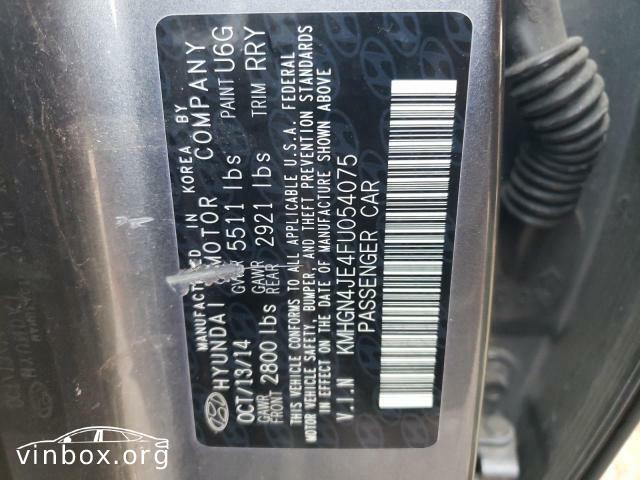 MANUFACTURED IN KOREA BY
HYUNDAI MOTOR COMPANY
OCT/13/14 GVWR 5511 lbs PAINT U6G
GAWR FRONT 2800 lbs GAWR REAR 2921 lbs TRIM RRY
THIS VEHICLE CONFORMS TO ALL APPLICABLE U.S.A. FEDERAL
MOTOR VEHICLE SAFETY, BUMPER, AND THEFT PREVENTION STANDARDS
IN EFFECT ON THE DATE OF MANUFACTURE SHOWN ABOVE
V.I.N KMHGN4JE4FU054075
PASSENGER CAR
vinbox.org